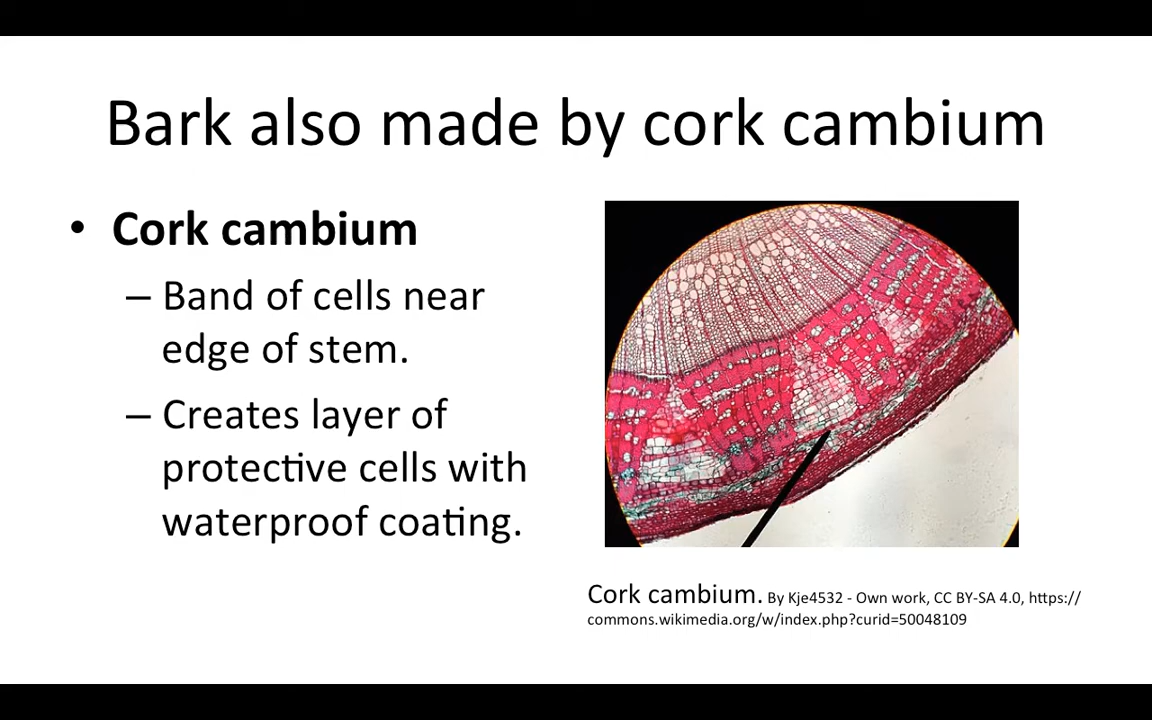 Bark also made by cork cambium
• Cork cambium
– Band of cells near
edge of stem.
– Creates layer of
protective cells with
waterproof coating.
Cork cambium. By Kje4532 - Own work, CC BY-SA 4.0, https://
commons.wikimedia.org/w/index.php?curid=50048109